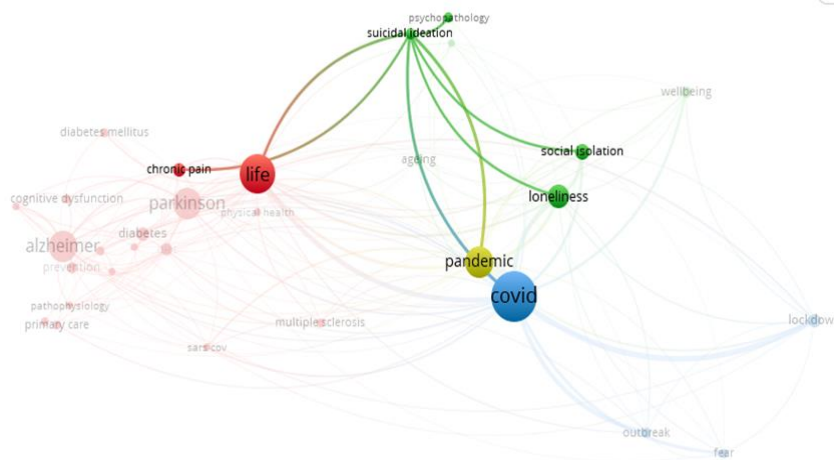 psychopathology
suicidal ideation
wellbeing
diabetes mellitus
social isolation
ageing
chronic pain
life
cognitive dysfunction
loneliness
parkinson
physical health
diabetes
alzheimer
pandemic
prevention
covid
pathophysiology
primary care
multiple sclerosis
lockdow
sars cov
outbreak
fear